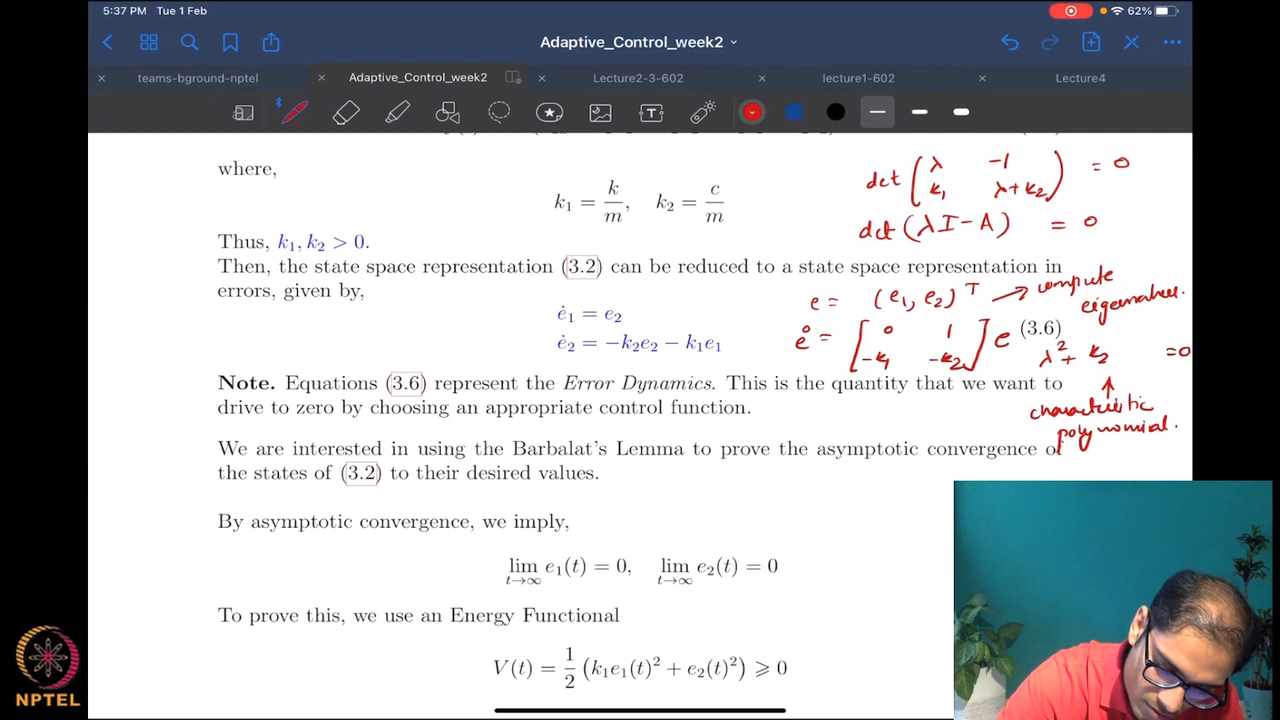 5:37 PM Tue 1 Feb
62%
Adaptive_Control_week2
teams-bground-nptel
Adaptive_Control_week2
Lecture2-3-602
lecture1-602
Lecture4
where,
k₁ = k/m, k₂ = c/m
det (λ -1 k₁ λ+k₂) = 0
det (λI-A) = 0
Thus, k₁, k₂ > 0.
Then, the state space representation (3.2) can be reduced to a state space representation in
errors, given by,
e = (e₁, e₂)ᵀ → compute
eigenvalues.
ė₁ = e₂
ė₂ = −k₂e₂ − k₁e₁
ė = [0 1 -k₁ -k₂] e
(3.6)
λ² + k₂ =0
characteristic
polynomial.
Note. Equations (3.6) represent the Error Dynamics. This is the quantity that we want to
drive to zero by choosing an appropriate control function.
We are interested in using the Barbalat's Lemma to prove the asymptotic convergence of
the states of (3.2) to their desired values.
By asymptotic convergence, we imply,
lim t→∞ e₁(t) = 0, lim t→∞ e₂(t) = 0
To prove this, we use an Energy Functional
V(t) = 1/2 (k₁e₁(t)² + e₂(t)²) ⩾ 0
NPTEL